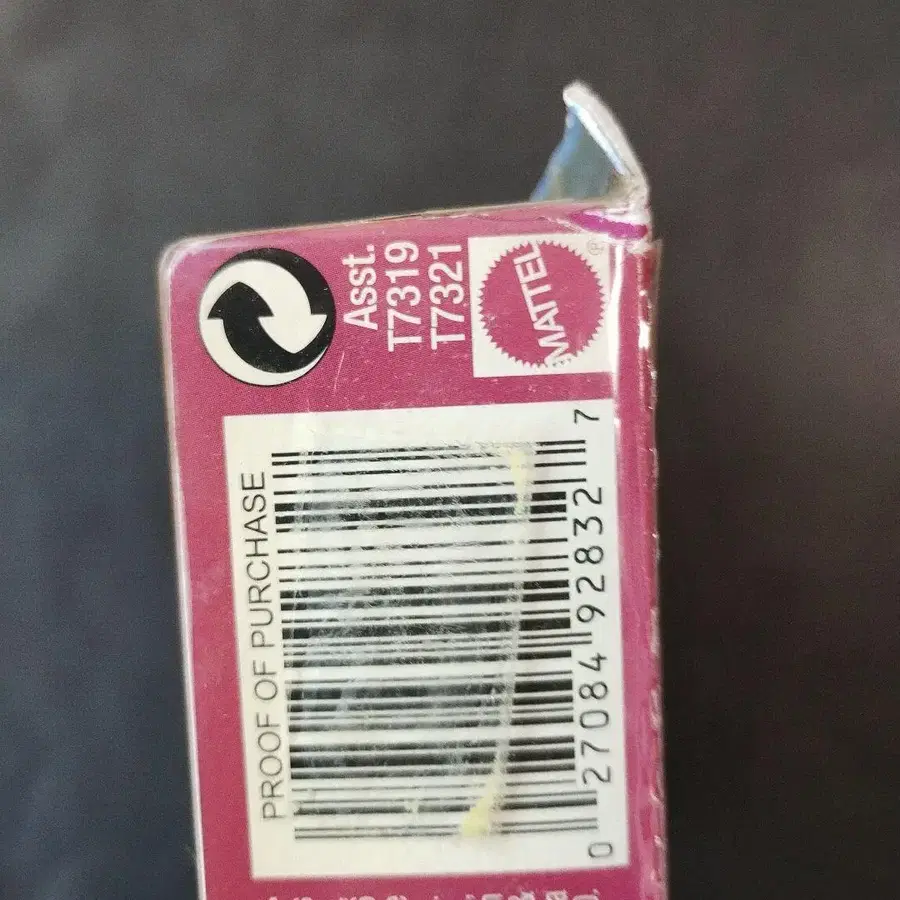 Asst.
T7319
T7321
MATTEL
®
PROOF OF PURCHASE
0 27084 92832 7